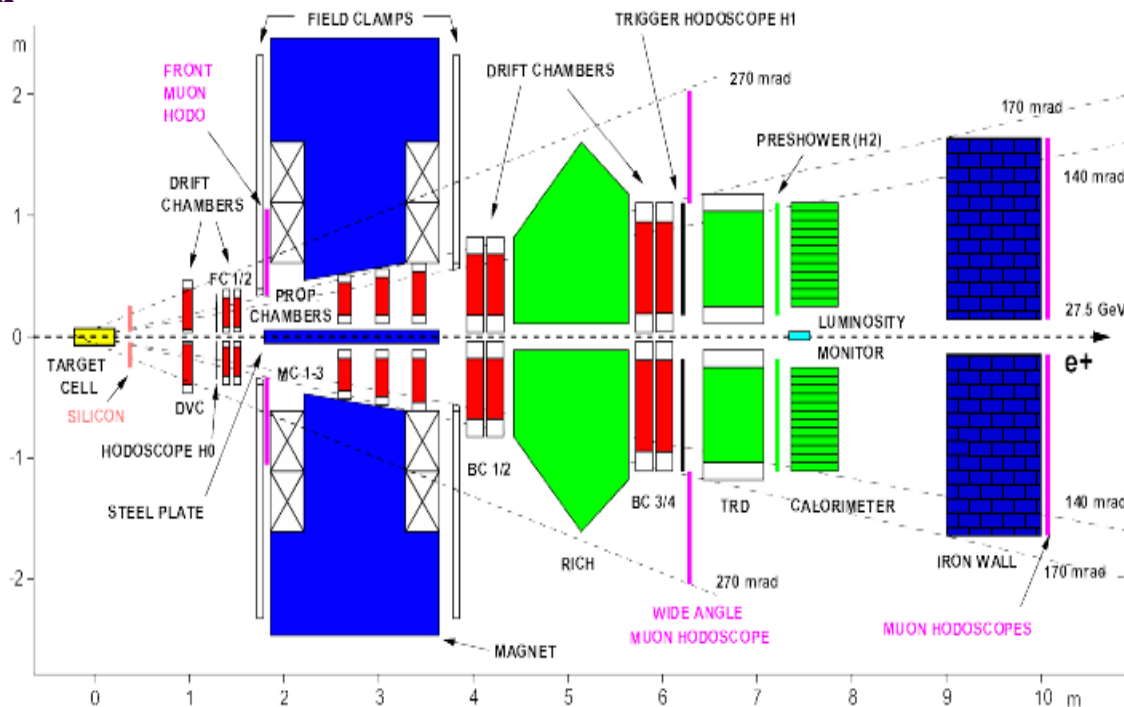 FIELD CLAMPS
TRIGGER HODOSCOPE H1
m
FRONT
MUON
HODO
DRIFT CHAMBERS
270 mrad
170 mrad
2
PRESHOWER (H2)
DRIFT
CHAMBERS
140 mrad
1
FC 1/2
PROP
CHAMBERS
27.5 GeV
0
LUMINOSITY
MONITOR
e+
TARGET
CELL
SILICON
DVC
MC 1-3
HODOSCOPE H0
-1
BC 1/2
STEEL PLATE
BC 3/4
TRD
CALORIMETER
140 mrad
RICH
IRON WALL
170 mrad
-2
270 mrad
WIDE ANGLE
MUON HODOSCOPE
MUON HODOSCOPES
MAGNET
0 1 2 3 4 5 6 7 8 9 10 m